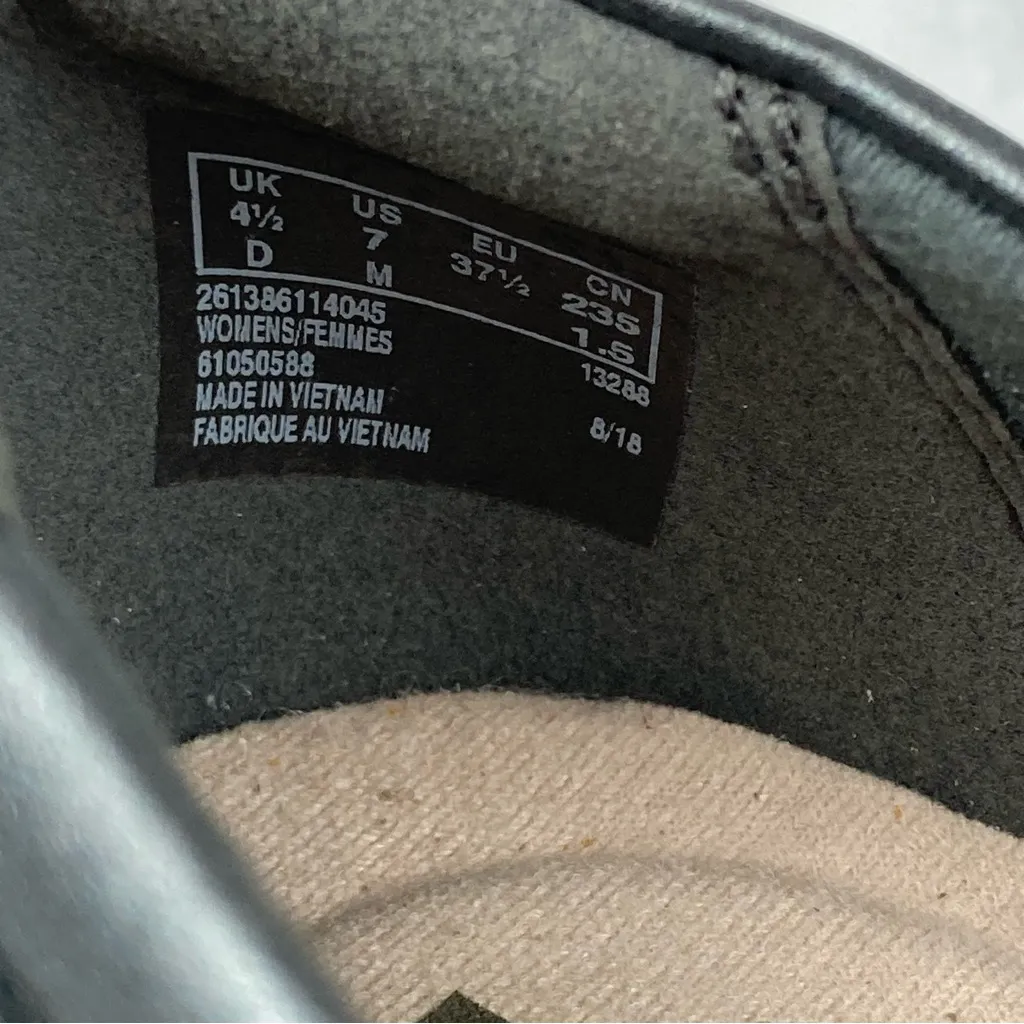 UK US EU CN
4½ 7 37½ 235
D M 1.5
261386114045 13288
WOMENS/FEMMES
61050588
MADE IN VIETNAM 8/18
FABRIQUE AU VIETNAM